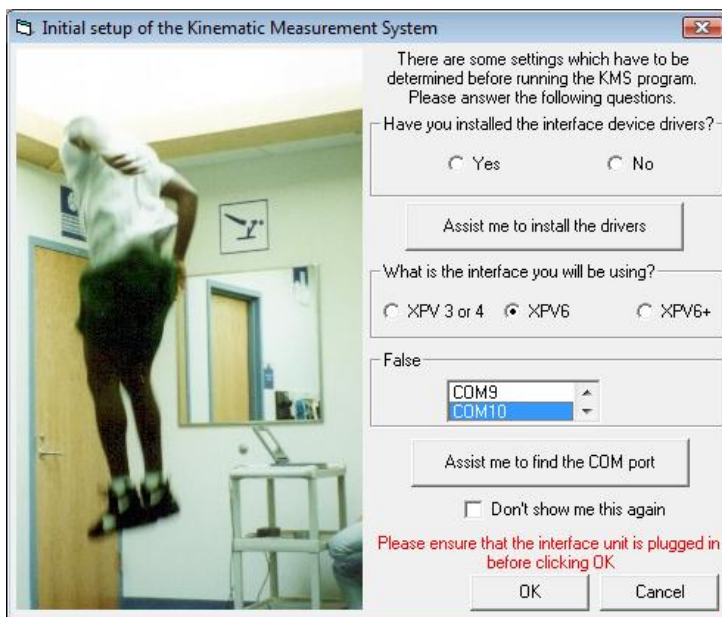 Initial setup of the Kinematic Measurement System
There are some settings which have to be
determined before running the KMS program.
Please answer the following questions.
Have you installed the interface device drivers?
Yes No
Assist me to install the drivers
What is the interface you will be using?
XPV 3 or 4 XPV6 XPV6+
False
COM9
COM10
Assist me to find the COM port
Don't show me this again
Please ensure that the interface unit is plugged in
before clicking OK
OK Cancel